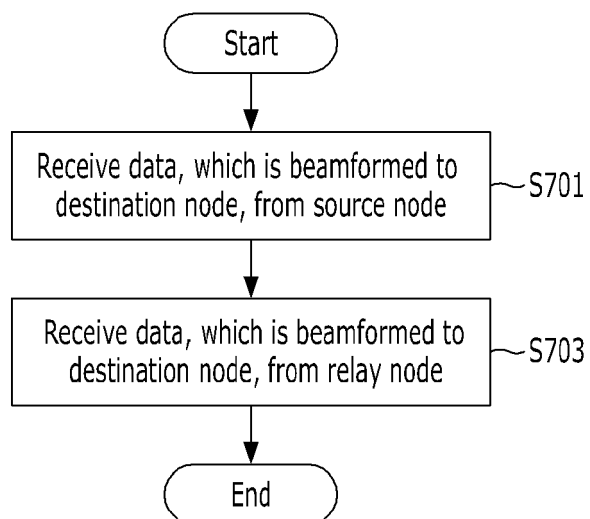 Start
Receive data, which is beamformed to
destination node, from source node
S701
Receive data, which is beamformed to
destination node, from relay node
S703
End